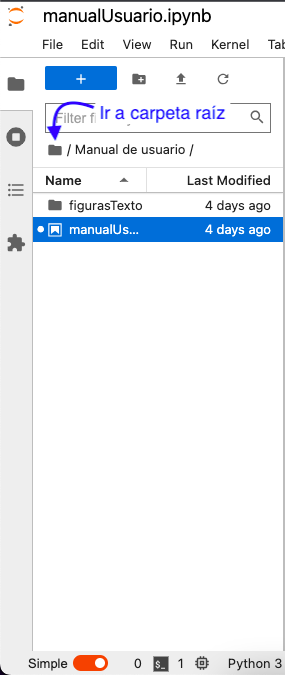 manualUsuario.ipynb
File Edit View Run Kernel Tab
+
Ir a carpeta raíz
Filter fi
/ Manual de usuario /
Name Last Modified
figurasTexto 4 days ago
manualUs... 4 days ago
Simple 0 $_ 1 Python 3